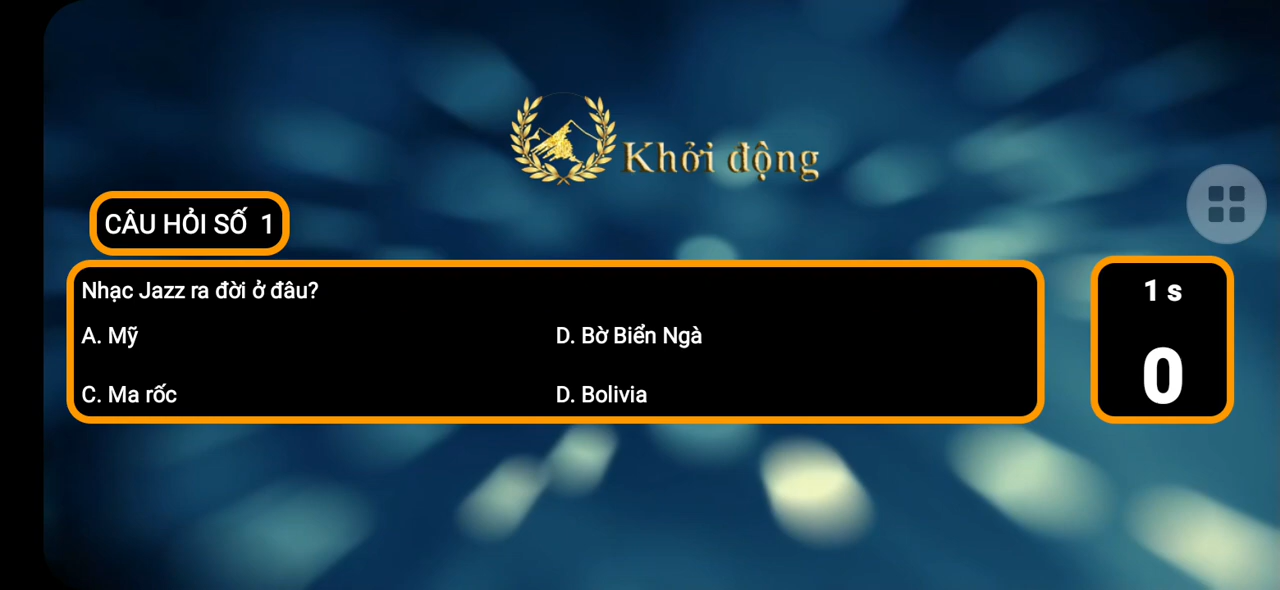 Khởi động
CÂU HỎI SỐ 1
Nhạc Jazz ra đời ở đâu?
A. Mỹ
D. Bờ Biển Ngà
C. Ma rốc
D. Bolivia
1 s
0